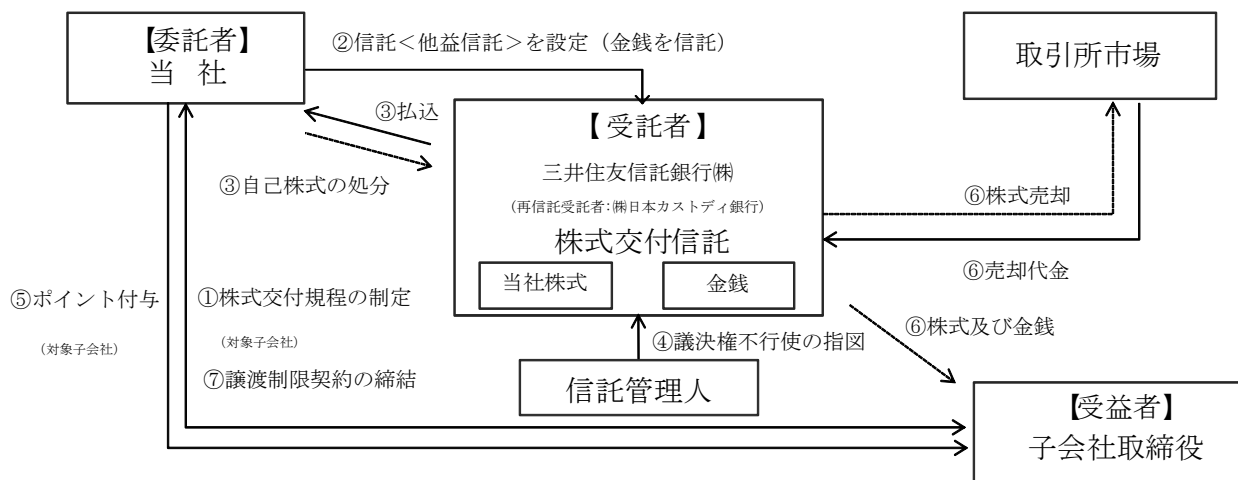 【委託者】
当　社
②信託＜他益信託＞を設定（金銭を信託）
取引所市場
③払込
③自己株式の処分
【受託者】
三井住友信託銀行㈱
（再信託受託者：㈱日本カストディ銀行）
株式交付信託
当社株式
金銭
⑥株式売却
⑥売却代金
⑤ポイント付与
（対象子会社）
①株式交付規程の制定
（対象子会社）
⑦譲渡制限契約の締結
④議決権不行使の指図
⑥株式及び金銭
信託管理人
【受益者】
子会社取締役